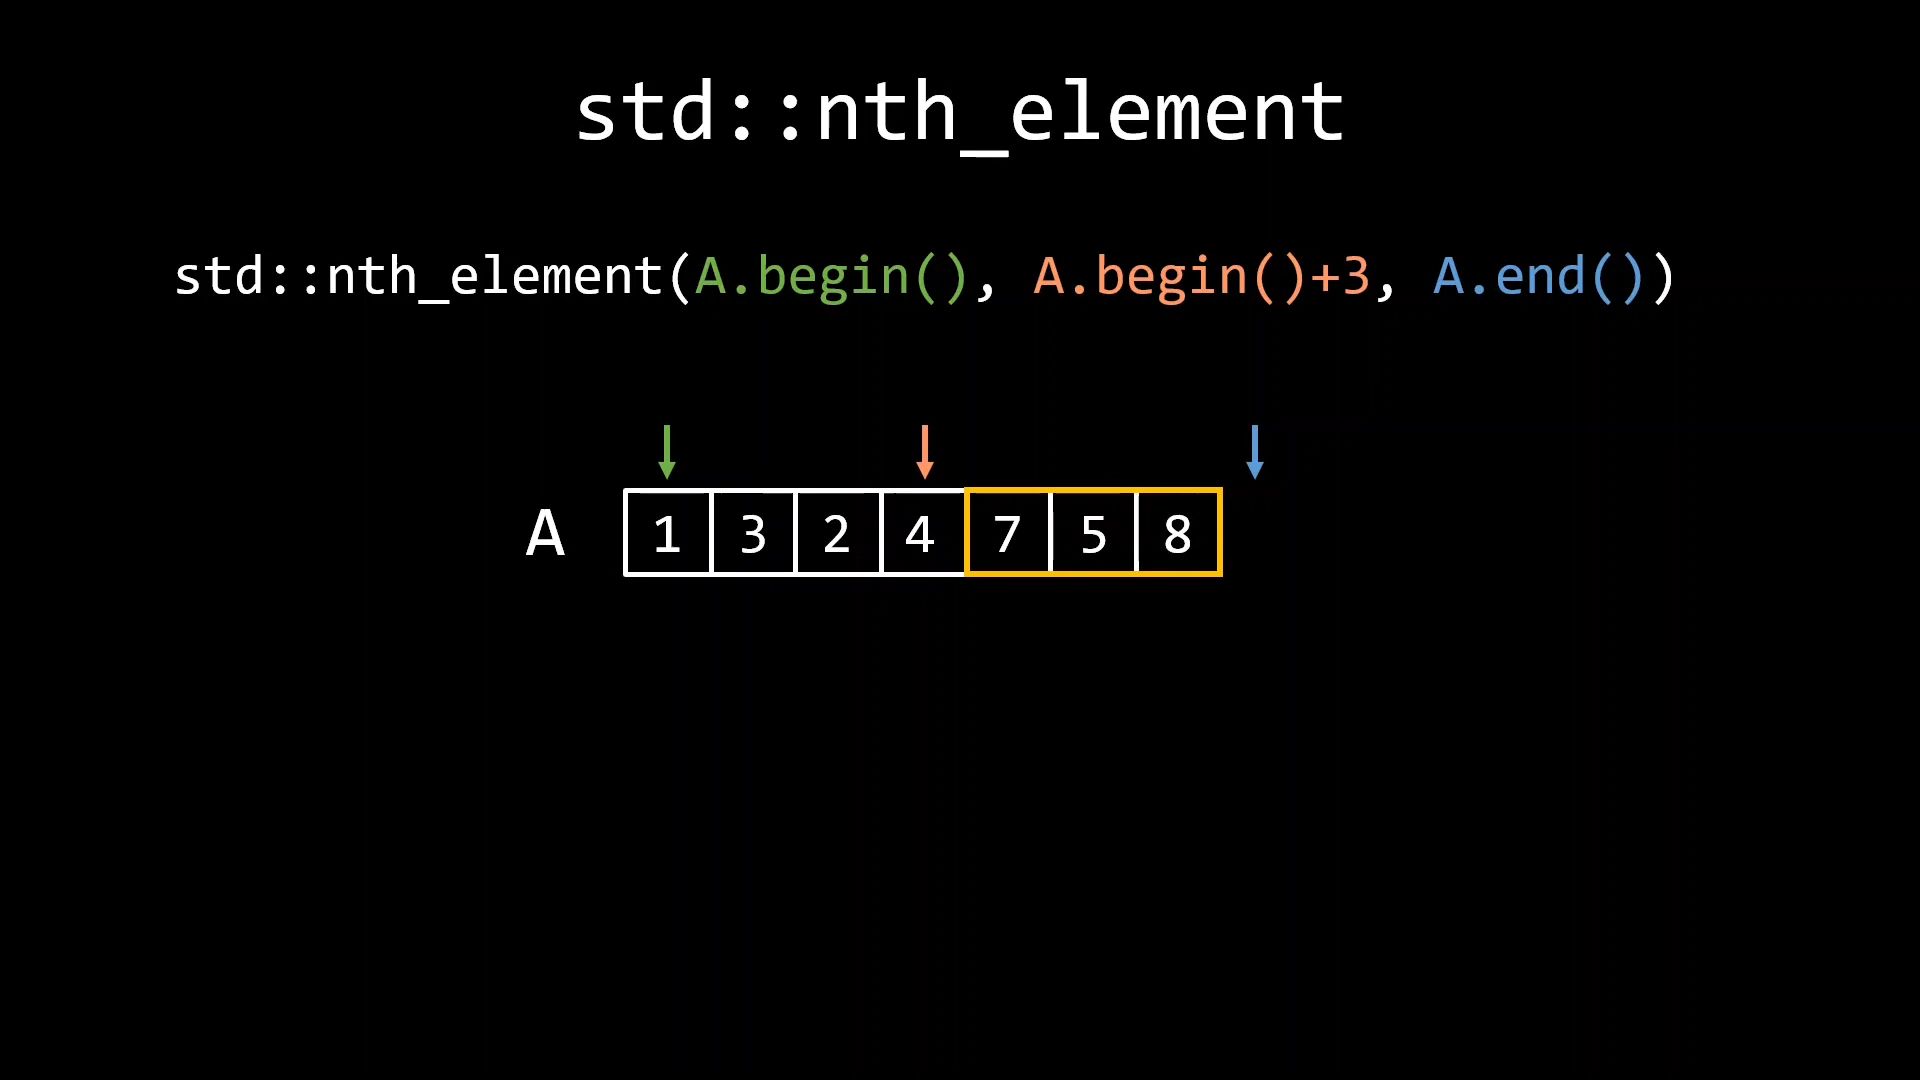 std::nth_element
std::nth_element(A.begin(), A.begin()+3, A.end())
A 1 3 2 4 7 5 8